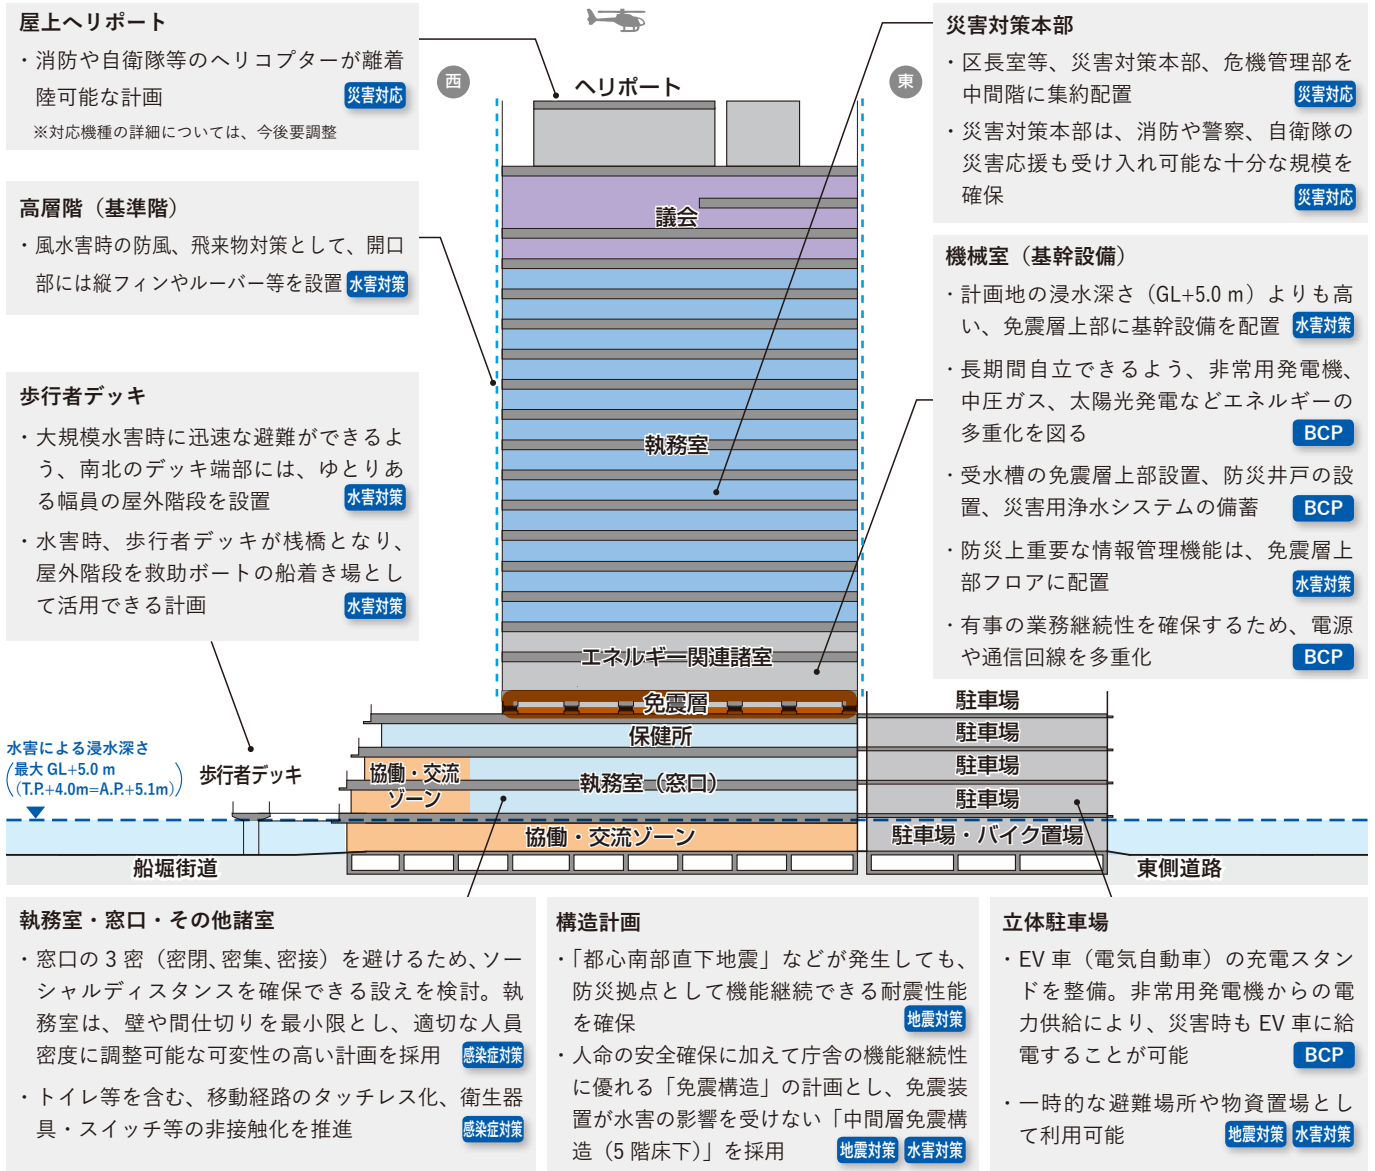 屋上ヘリポート
・消防や自衛隊等のヘリコプターが離着
陸可能な計画 災害対応
※対応機種の詳細については、今後要調整
高層階（基準階）
・風水害時の防風、飛来物対策として、開口
部には縦フィンやルーバー等を設置 水害対策
歩行者デッキ
・大規模水害時に迅速な避難ができるよ
う、南北のデッキ端部には、ゆとりあ
る幅員の屋外階段を設置 水害対策
・水害時、歩行者デッキが桟橋となり、
屋外階段を救助ボートの船着き場とし
て活用できる計画 水害対策
西
東
ヘリポート
議会
執務室
エネルギー関連諸室
免震層
保健所
協働・交流
ゾーン
執務室（窓口）
協働・交流ゾーン
駐車場
駐車場
駐車場
駐車場
駐車場・バイク置場
水害による浸水深さ
（最大 GL+5.0 m
（T.P.+4.0m=A.P.+5.1m））
歩行者デッキ
船堀街道
東側道路
災害対策本部
・区長室等、災害対策本部、危機管理部を
中間階に集約配置 災害対応
・災害対策本部は、消防や警察、自衛隊の
災害応援も受け入れ可能な十分な規模を
確保 災害対応
機械室（基幹設備）
・計画地の浸水深さ（GL+5.0 m）よりも高
い、免震層上部に基幹設備を配置 水害対策
・長期間自立できるよう、非常用発電機、
中圧ガス、太陽光発電などエネルギーの
多重化を図る BCP
・受水槽の免震層上部設置、防災井戸の設
置、災害用浄水システムの備蓄 BCP
・防災上重要な情報管理機能は、免震層上
部フロアに配置 水害対策
・有事の業務継続性を確保するため、電源
や通信回線を多重化 BCP
執務室・窓口・その他諸室
・窓口の 3 密（密閉、密集、密接）を避けるため、ソー
シャルディスタンスを確保できる設えを検討。執
務室は、壁や間仕切りを最小限とし、適切な人員
密度に調整可能な可変性の高い計画を採用 感染症対策
・トイレ等を含む、移動経路のタッチレス化、衛生器
具・スイッチ等の非接触化を推進 感染症対策
構造計画
・「都心南部直下地震」などが発生しても、
防災拠点として機能継続できる耐震性能
を確保 地震対策
・人命の安全確保に加えて庁舎の機能継続性
に優れる「免震構造」の計画とし、免震装
置が水害の影響を受けない「中間層免震構
造（5 階床下）」を採用 地震対策 水害対策
立体駐車場
・EV 車（電気自動車）の充電スタン
ドを整備。非常用発電機からの電
力供給により、災害時も EV 車に給
電することが可能 BCP
・一時的な避難場所や物資置場とし
て利用可能 地震対策 水害対策